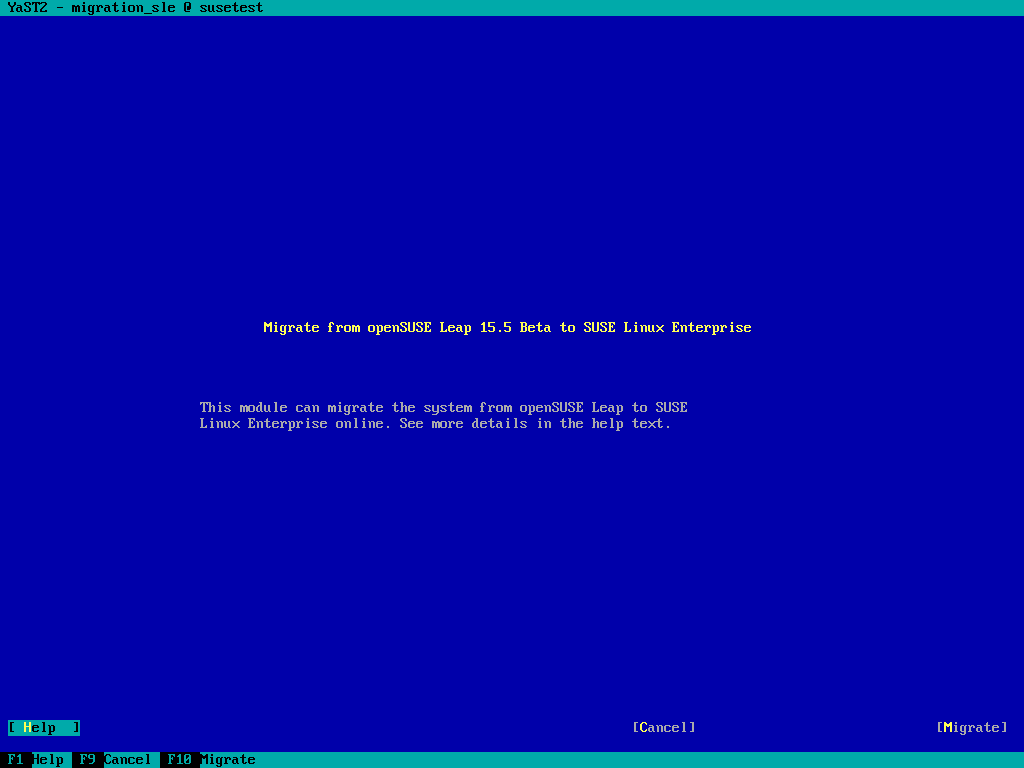 YaST2 - migration_sle @ susetest
Migrate from openSUSE Leap 15.5 Beta to SUSE Linux Enterprise
This module can migrate the system from openSUSE Leap to SUSE
Linux Enterprise online. See more details in the help text.
[ Help  ] [Cancel] [Migrate]
F1 Help F9 Cancel F10 Migrate